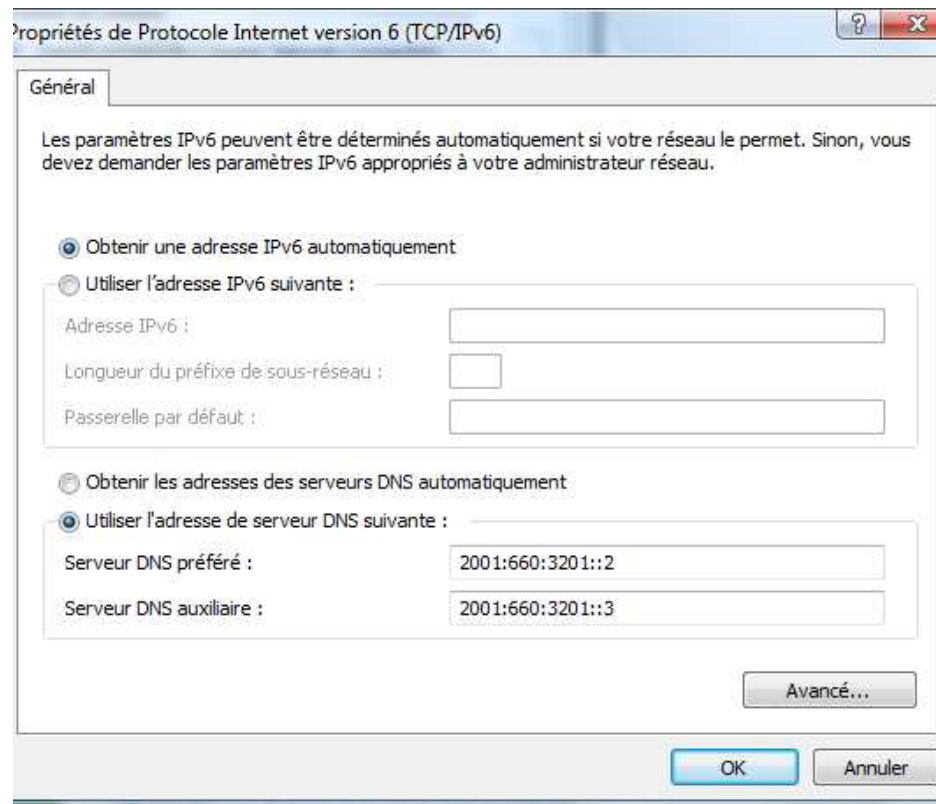 Propriétés de Protocole Internet version 6 (TCP/IPv6)
Général
Les paramètres IPv6 peuvent être déterminés automatiquement si votre réseau le permet. Sinon, vous
devez demander les paramètres IPv6 appropriés à votre administrateur réseau.
Obtenir une adresse IPv6 automatiquement
Utiliser l’adresse IPv6 suivante :
Adresse IPv6 :
Longueur du préfixe de sous-réseau :
Passerelle par défaut :
Obtenir les adresses des serveurs DNS automatiquement
Utiliser l'adresse de serveur DNS suivante :
Serveur DNS préféré : 2001:660:3201::2
Serveur DNS auxiliaire : 2001:660:3201::3
Avancé...
OK Annuler